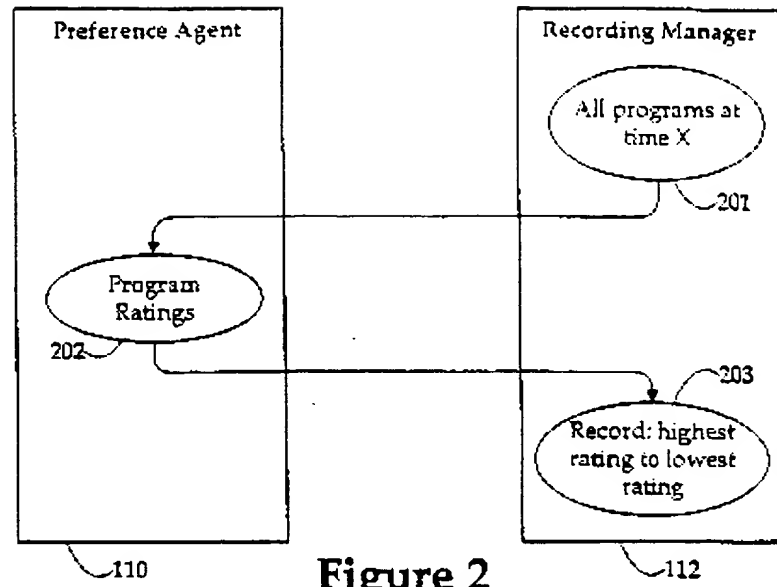 Preference Agent
Recording Manager
All programs at
time X
201
Program
Ratings
202
203
Record: highest
rating to lowest
rating
110
112
Figure 2